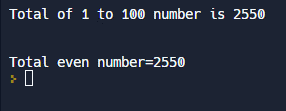 Total of 1 to 100 number is 2550
Total even number=2550
>